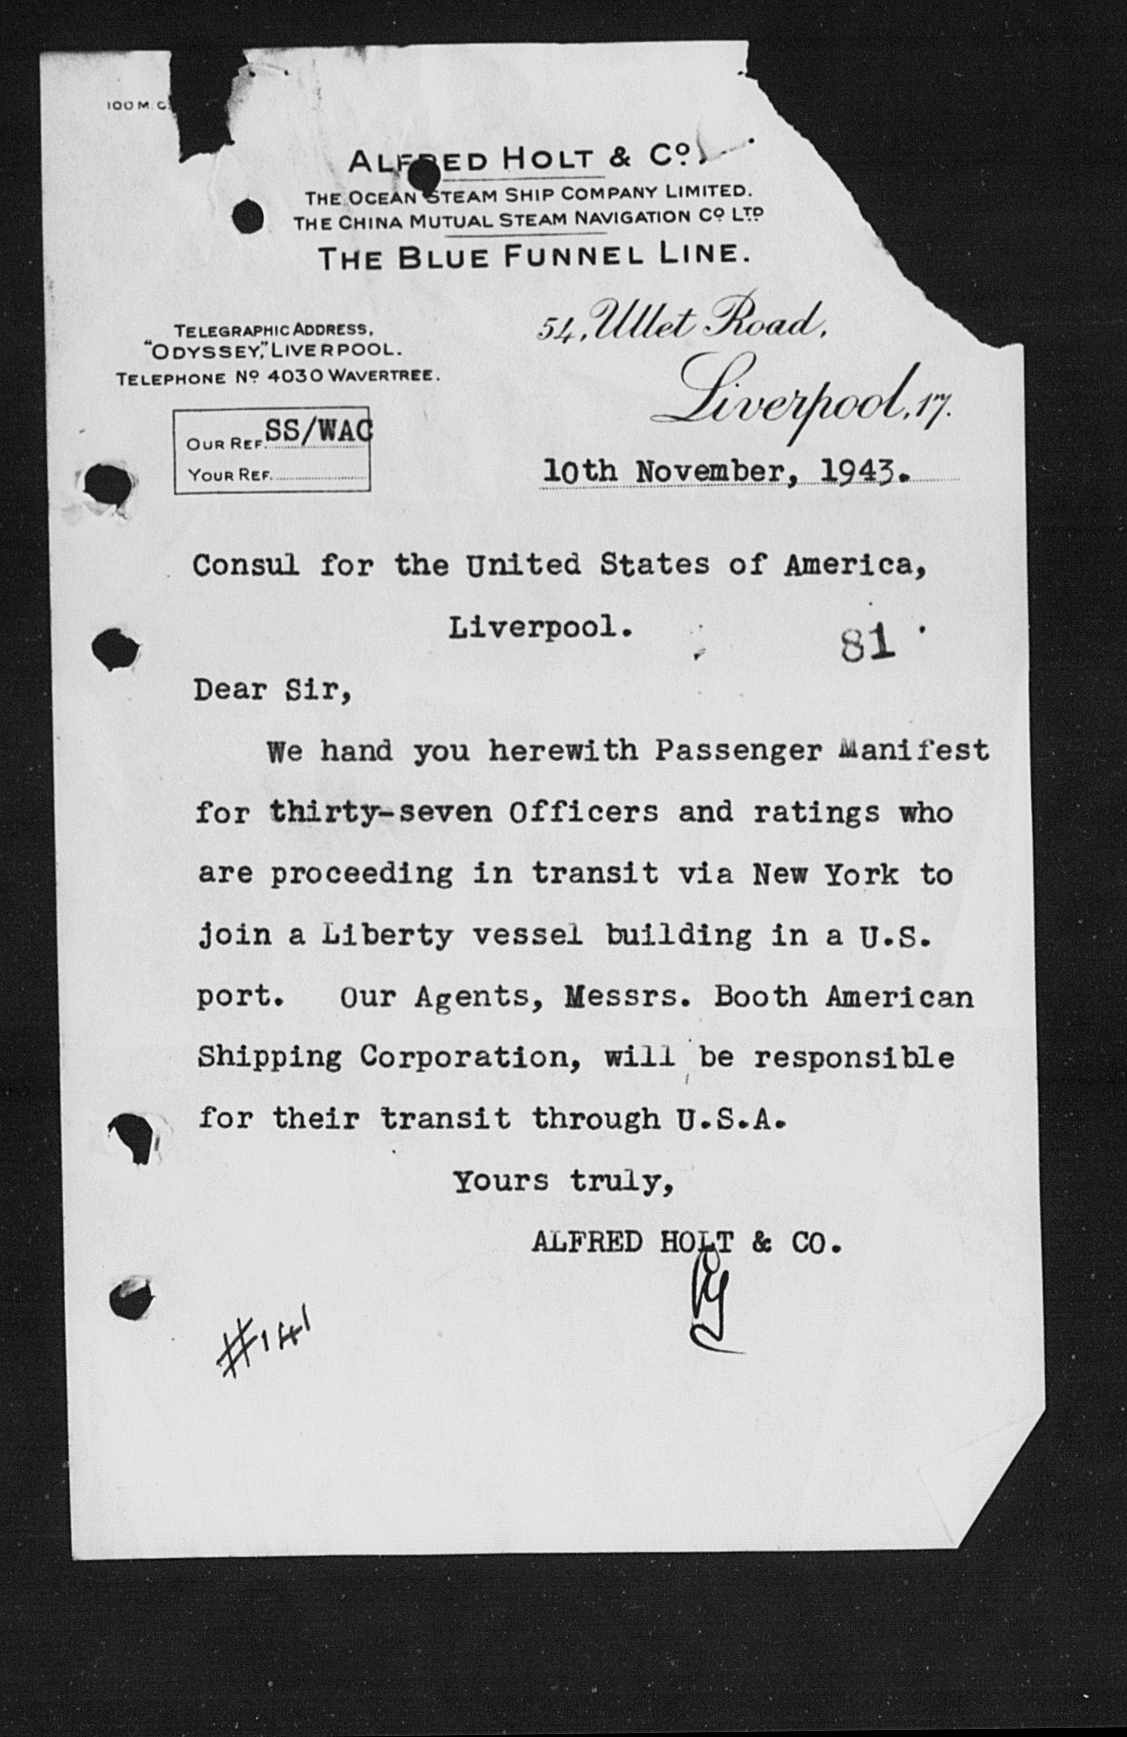 100 M. C.
ALFRED HOLT & Cº.
THE OCEAN STEAM SHIP COMPANY LIMITED.
THE CHINA MUTUAL STEAM NAVIGATION Cº LTD
THE BLUE FUNNEL LINE.
TELEGRAPHIC ADDRESS,
"ODYSSEY," LIVERPOOL.
TELEPHONE Nº 4030 WAVERTREE.
54, Ullet Road,
Liverpool, 17.
OUR REF. SS/WAC
YOUR REF.
10th November, 1943.
Consul for the United States of America,
Liverpool.
81
Dear Sir,
We hand you herewith Passenger Manifest
for thirty-seven Officers and ratings who
are proceeding in transit via New York to
join a Liberty vessel building in a U.S.
port. Our Agents, Messrs. Booth American
Shipping Corporation, will be responsible
for their transit through U.S.A.
Yours truly,
ALFRED HOLT & CO.
#141